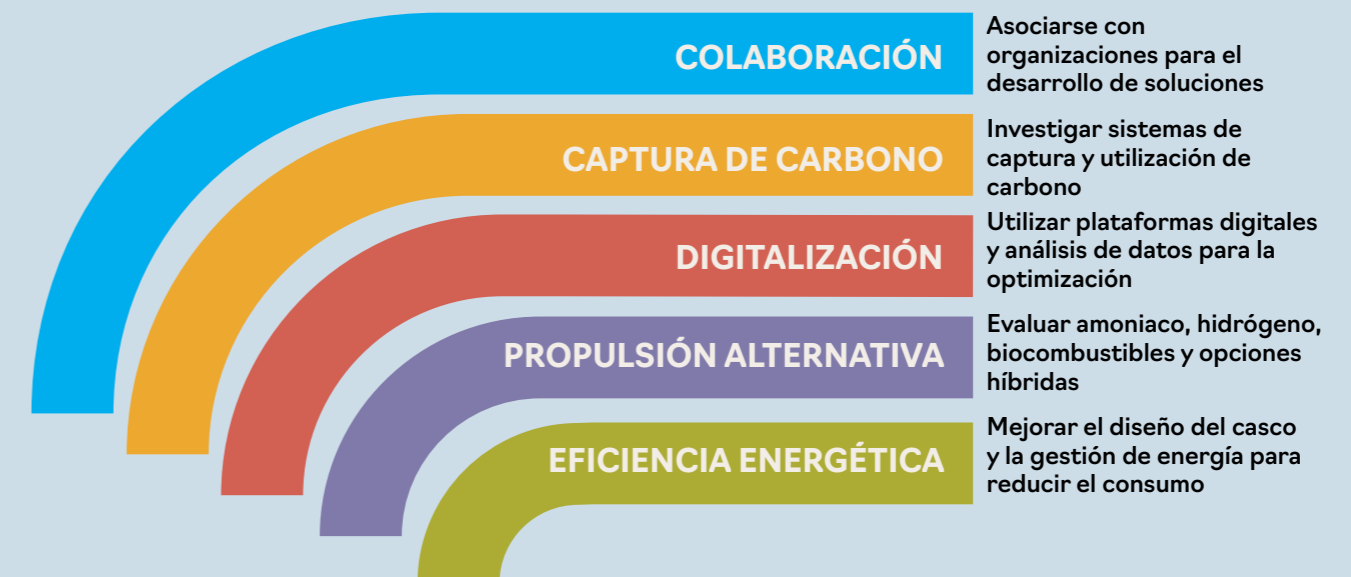 COLABORACIÓN
Asociarse con
organizaciones para el
desarrollo de soluciones
CAPTURA DE CARBONO
Investigar sistemas de
captura y utilización de
carbono
DIGITALIZACIÓN
Utilizar plataformas digitales
y análisis de datos para la
optimización
PROPULSIÓN ALTERNATIVA
Evaluar amoniaco, hidrógeno,
biocombustibles y opciones
híbridas
EFICIENCIA ENERGÉTICA
Mejorar el diseño del casco
y la gestión de energía para
reducir el consumo